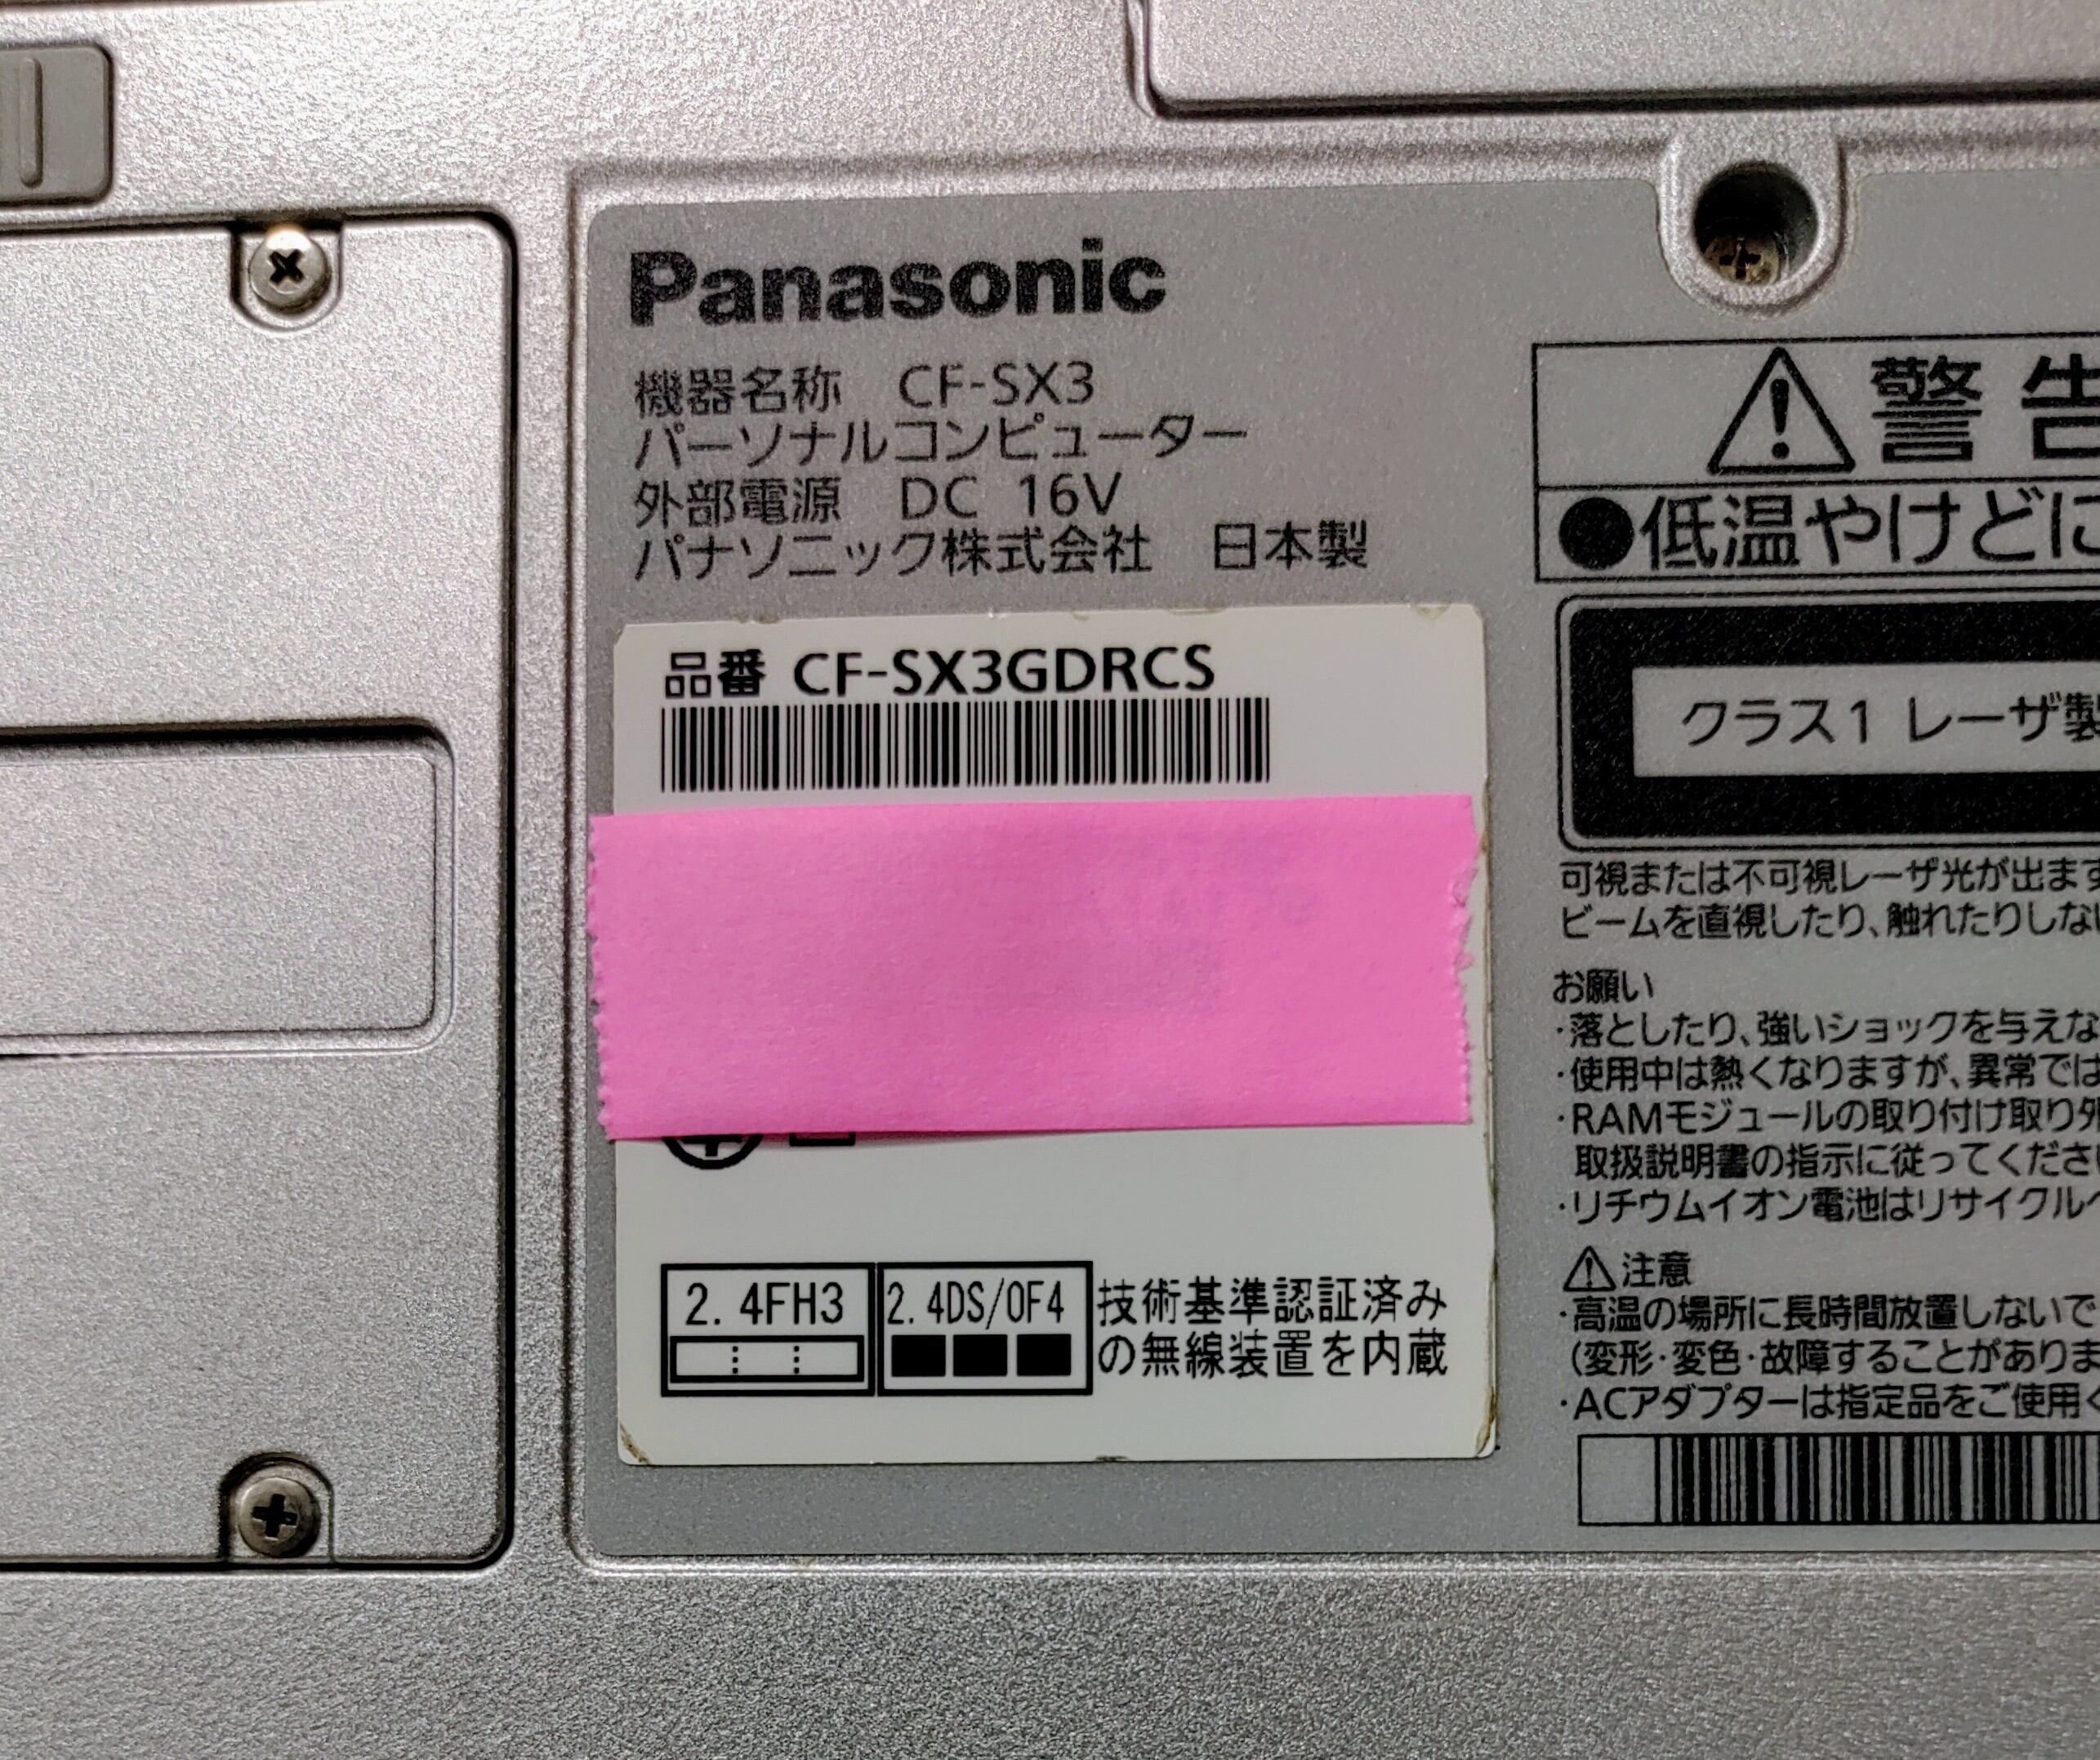 Panasonic
機器名称 CF-SX3
パーソナルコンピューター
外部電源 DC 16V
パナソニック株式会社 日本製
品番 CF-SX3GDRCS
2.4FH3
2.4DS/OF4
技術基準認証済み
の無線装置を内蔵
警告
●低温やけどに
クラス1 レーザ製
可視または不可視レーザ光が出ます
ビームを直視したり、触れたりしない
お願い
・落としたり、強いショックを与えな
・使用中は熱くなりますが、異常では
・RAMモジュールの取り付け取り外
取扱説明書の指示に従ってくださ
・リチウムイオン電池はリサイクルへ
注意
・高温の場所に長時間放置しないで
(変形・変色・故障することがありま
・ACアダプターは指定品をご使用く